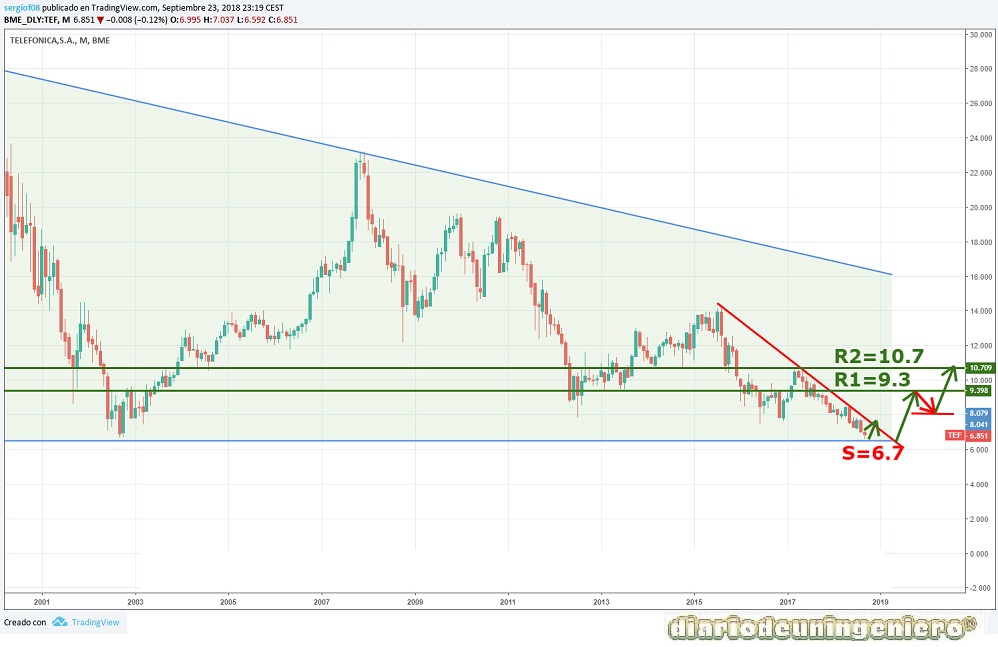 sergiof08 publicado en TradingView.com, Septiembre 23, 2018 23:19 CEST
BME_DLY:TEF, M 6.851 ▼ −0.008 (−0.12%) O:6.995 H:7.037 L:6.592 C:6.851
TELEFONICA,S.A., M, BME
30.000
28.000
26.000
24.000
22.000
20.000
18.000
16.000
14.000
12.000
R2=10.7
10.709
R1=9.3
10.000
9.398
8.079
8.041
TEF 6.851
S=6.7
6.000
4.000
2.000
0.000
-2.000
2001 2003 2005 2007 2009 2011 2013 2015 2017 2019
Creado con TradingView
diariodeuningeniero®